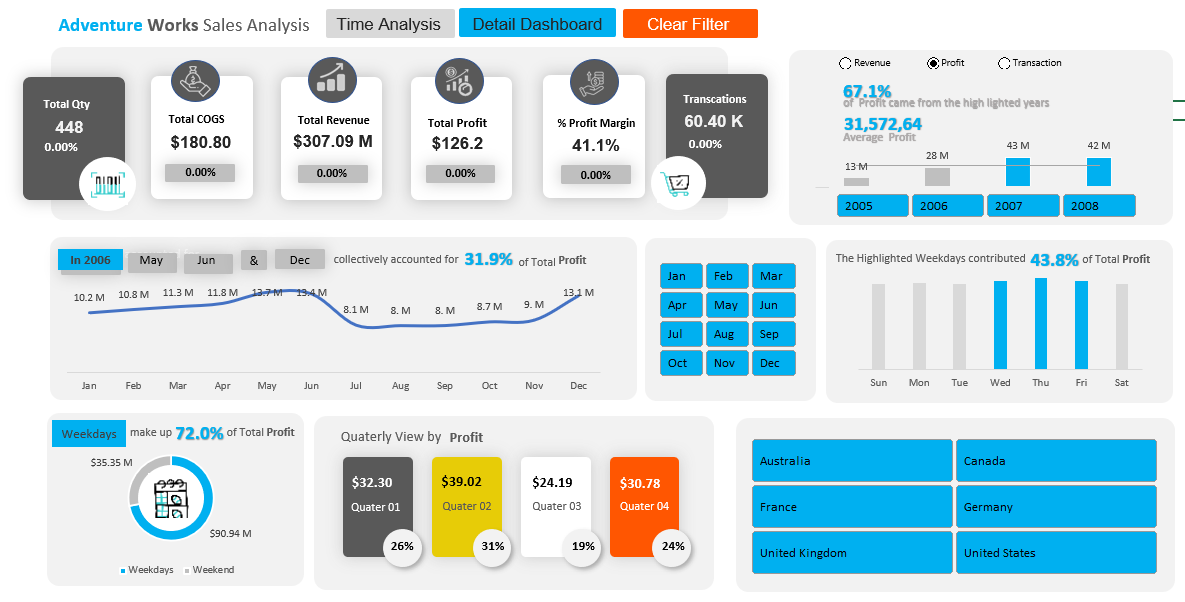 Adventure Works Sales Analysis
Time Analysis
Detail Dashboard
Clear Filter
Total Qty
448
0.00%
Total COGS
$180.80
0.00%
Total Revenue
$307.09 M
0.00%
Total Profit
$126.2
0.00%
% Profit Margin
41.1%
0.00%
Transcations
60.40 K
0.00%
Revenue
Profit
Transaction
67.1%
of Profit came from the high lighted years
31,572,64
Average Profit
13 M
28 M
43 M
42 M
2005
2006
2007
2008
In 2006 May Jun & Dec collectively accounted for 31.9% of Total Profit
10.2 M
10.8 M
11.3 M
11.8 M
13.7 M
13.4 M
8.1 M
8. M
8. M
8.7 M
9. M
13.1 M
Jan Feb Mar Apr May Jun Jul Aug Sep Oct Nov Dec
Jan Feb Mar
Apr May Jun
Jul Aug Sep
Oct Nov Dec
The Highlighted Weekdays contributed 43.8% of Total Profit
Sun Mon Tue Wed Thu Fri Sat
Weekdays make up 72.0% of Total Profit
$35.35 M
$90.94 M
Weekdays
Weekend
Quaterly View by Profit
$32.30
Quater 01
26%
$39.02
Quater 02
31%
$24.19
Quater 03
19%
$30.78
Quater 04
24%
Australia
Canada
France
Germany
United Kingdom
United States